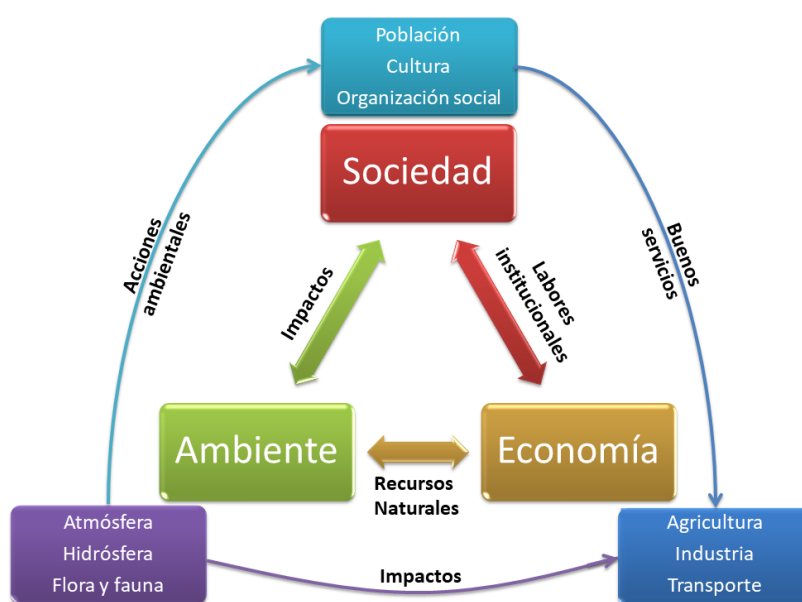 Población
Cultura
Organización social
Sociedad
Acciones
ambientales
Buenos
servicios
Impactos
Labores
institucionales
Ambiente
Economía
Recursos
Naturales
Atmósfera
Hidrósfera
Flora y fauna
Agricultura
Industria
Transporte
Impactos